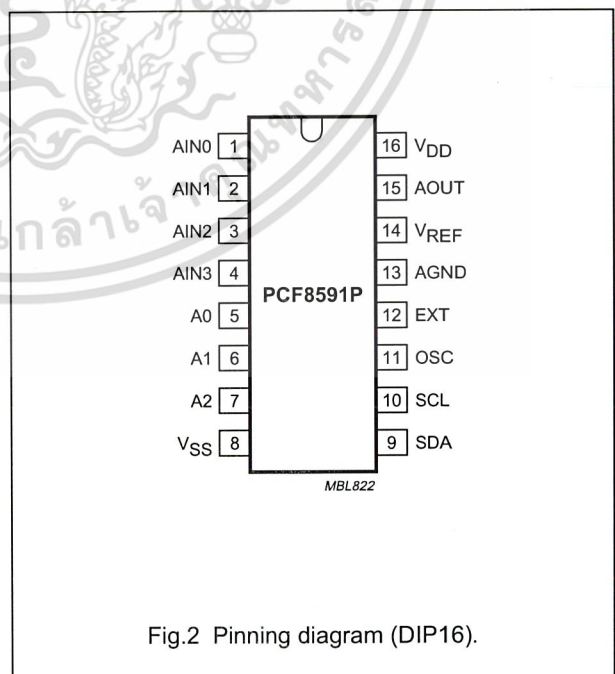 AIN0 1 16 VDD
AIN1 2 15 AOUT
AIN2 3 14 VREF
AIN3 4 13 AGND
PCF8591P
A0 5 12 EXT
A1 6 11 OSC
A2 7 10 SCL
VSS 8 9 SDA
MBL822
Fig.2 Pinning diagram (DIP16).